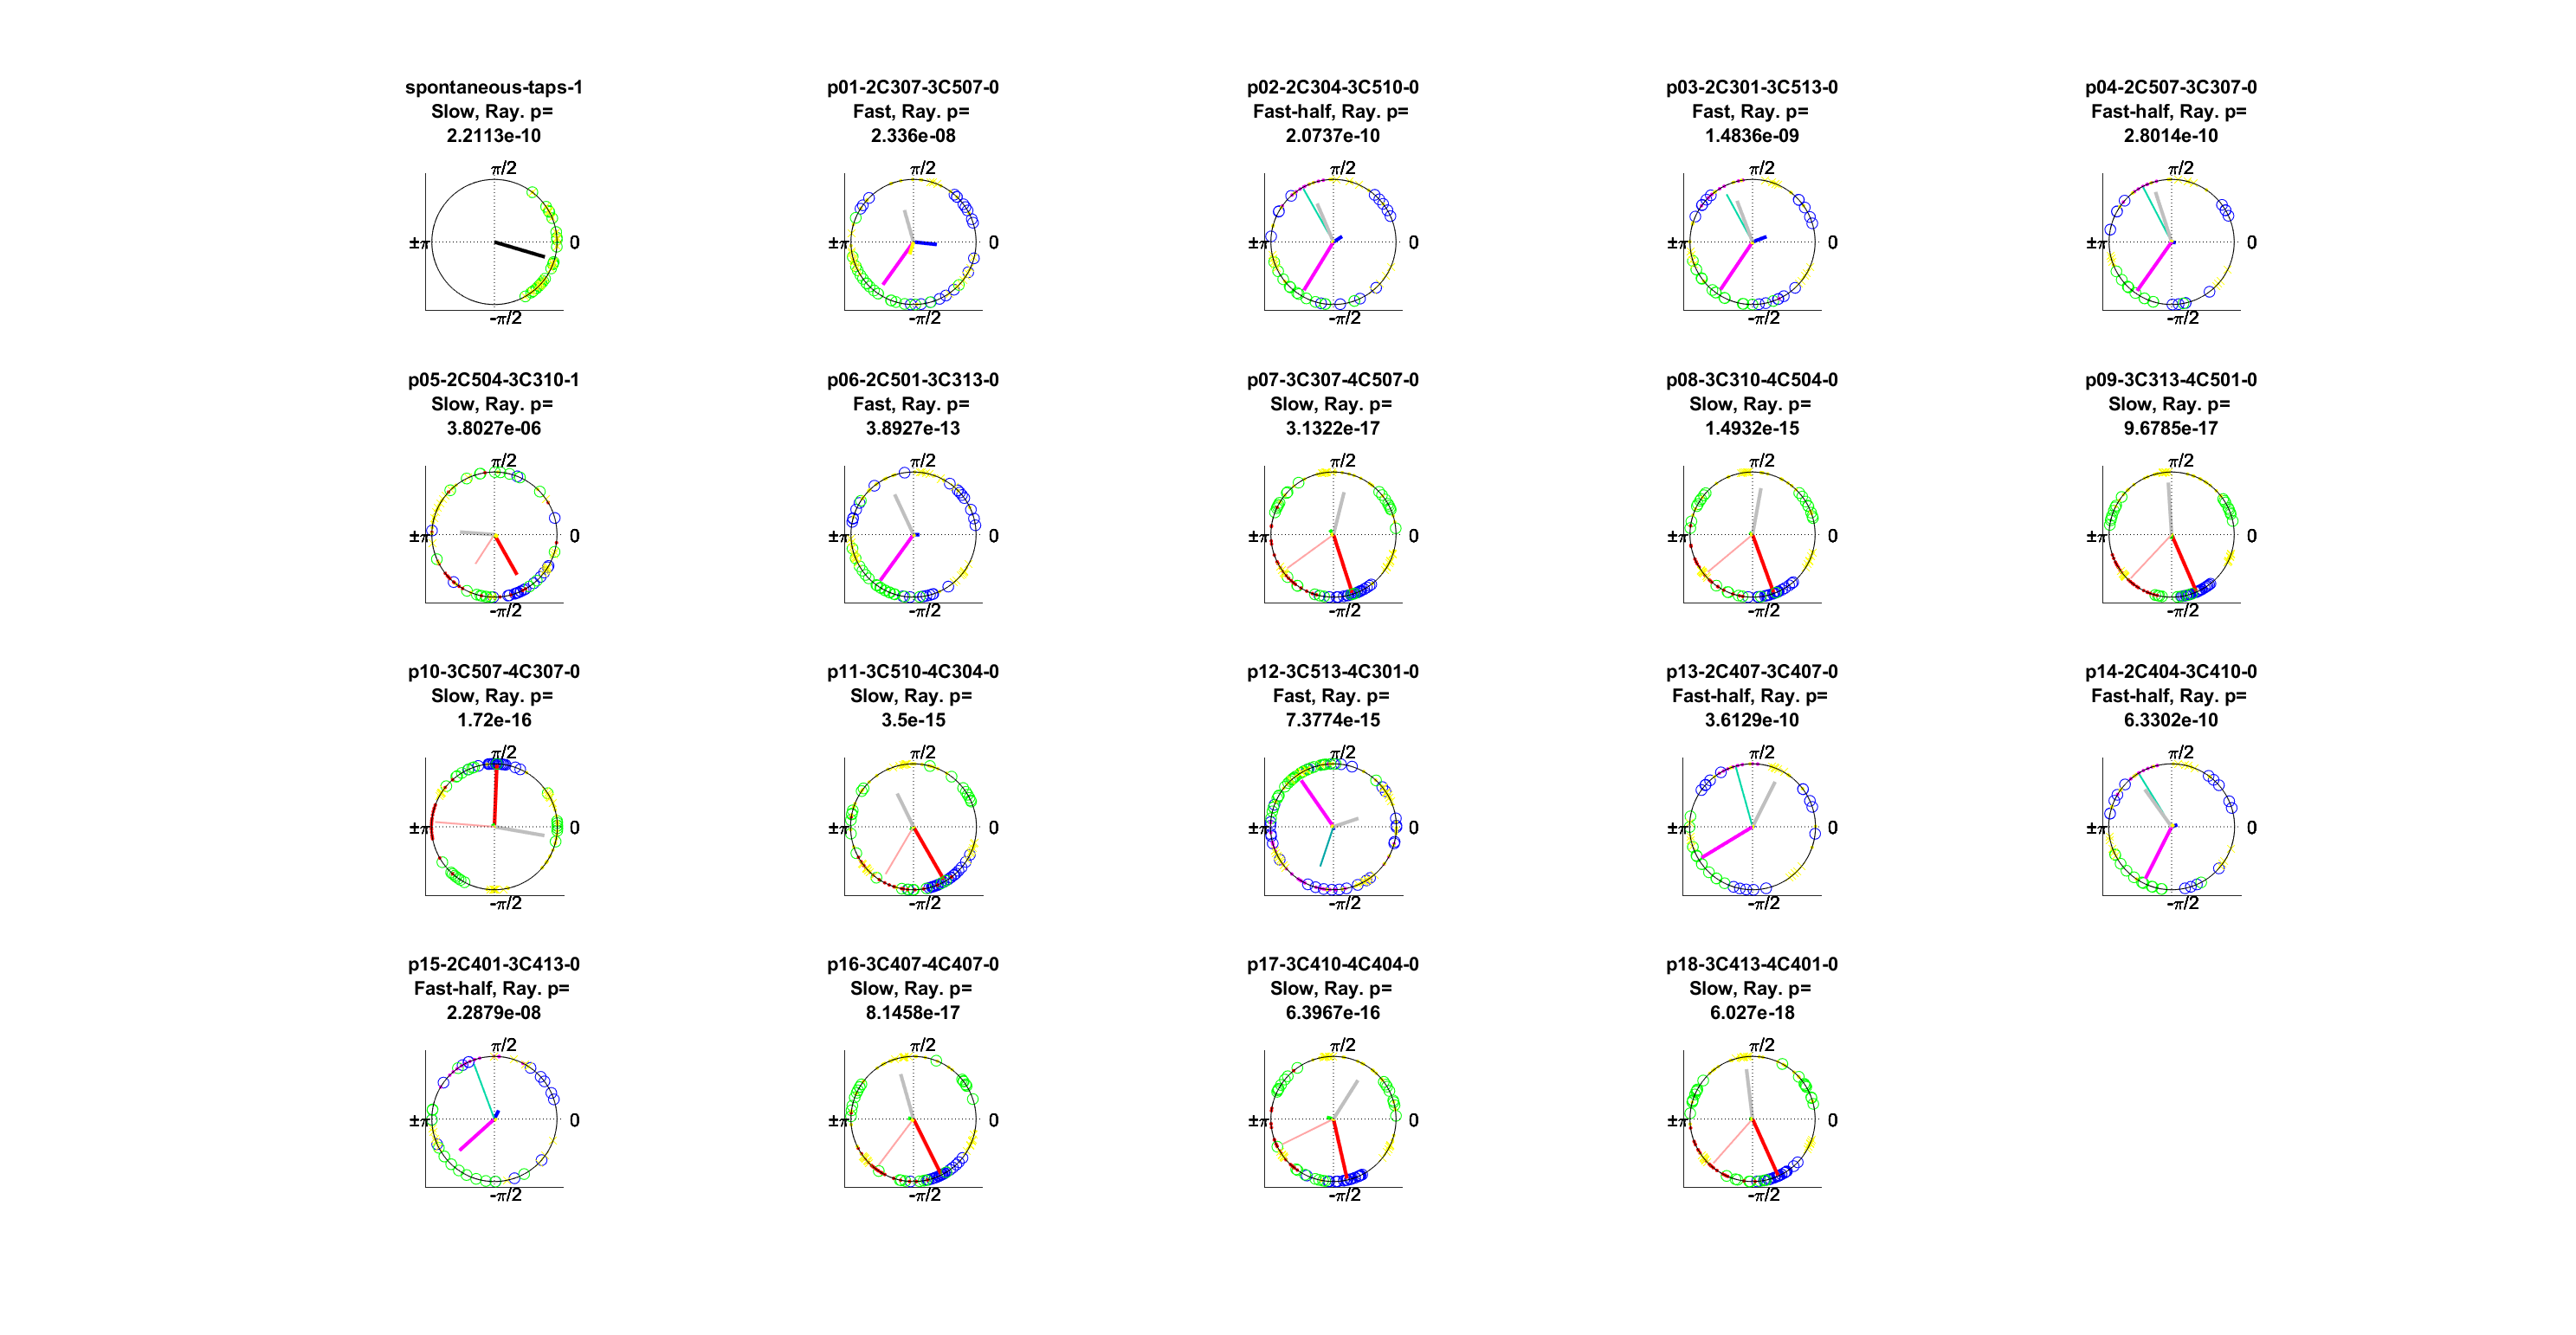 spontaneous-taps-1
Slow, Ray. p=
2.2113e-10
π/2
±π
0
-π/2
p01-2C307-3C507-0
Fast, Ray. p=
2.336e-08
π/2
±π
0
-π/2
p02-2C304-3C510-0
Fast-half, Ray. p=
2.0737e-10
π/2
±π
0
-π/2
p03-2C301-3C513-0
Fast, Ray. p=
1.4836e-09
π/2
±π
0
-π/2
p04-2C507-3C307-0
Fast-half, Ray. p=
2.8014e-10
π/2
±π
0
-π/2
p05-2C504-3C310-1
Slow, Ray. p=
3.8027e-06
π/2
±π
0
-π/2
p06-2C501-3C313-0
Fast, Ray. p=
3.8927e-13
π/2
±π
0
-π/2
p07-3C307-4C507-0
Slow, Ray. p=
3.1322e-17
π/2
±π
0
-π/2
p08-3C310-4C504-0
Slow, Ray. p=
1.4932e-15
π/2
±π
0
-π/2
p09-3C313-4C501-0
Slow, Ray. p=
9.6785e-17
π/2
±π
0
-π/2
p10-3C507-4C307-0
Slow, Ray. p=
1.72e-16
π/2
±π
0
-π/2
p11-3C510-4C304-0
Slow, Ray. p=
3.5e-15
π/2
±π
0
-π/2
p12-3C513-4C301-0
Fast, Ray. p=
7.3774e-15
π/2
±π
0
-π/2
p13-2C407-3C407-0
Fast-half, Ray. p=
3.6129e-10
π/2
±π
0
-π/2
p14-2C404-3C410-0
Fast-half, Ray. p=
6.3302e-10
π/2
±π
0
-π/2
p15-2C401-3C413-0
Fast-half, Ray. p=
2.2879e-08
π/2
±π
0
-π/2
p16-3C407-4C407-0
Slow, Ray. p=
8.1458e-17
π/2
±π
0
-π/2
p17-3C410-4C404-0
Slow, Ray. p=
6.3967e-16
π/2
±π
0
-π/2
p18-3C413-4C401-0
Slow, Ray. p=
6.027e-18
π/2
±π
0
-π/2